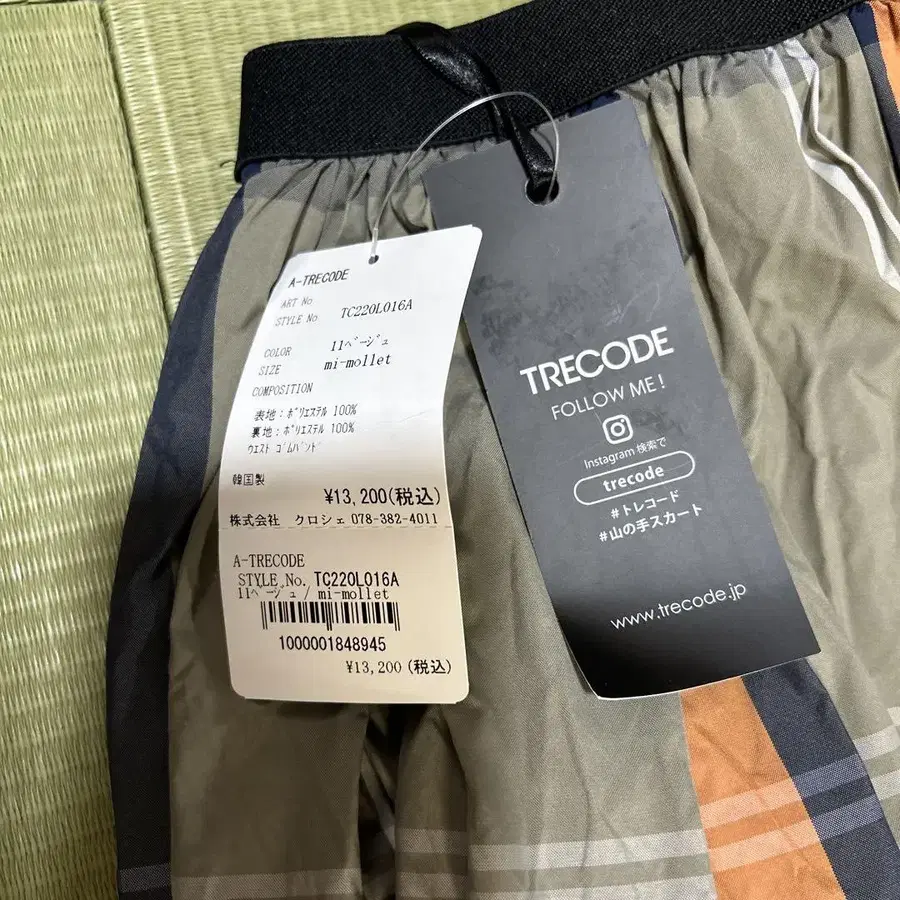 A-TRECODE
ART No
STYLE No TC220L016A
COLOR 11ﾍﾞｰｼﾞｭ
SIZE mi-mollet
COMPOSITION
表地:ﾎﾟﾘｴｽﾃﾙ 100%
裏地:ﾎﾟﾘｴｽﾃﾙ 100%
ｳｴｽﾄ ｺﾞﾑﾊﾞﾝﾄﾞ
韓国製
¥13,200(税込)
株式会社 クロシェ 078-382-4011
A-TRECODE
STYLE No. TC220L016A
11ﾍﾞｰｼﾞｭ / mi-mollet
1000001848945
¥13,200(税込)
TRECODE
FOLLOW ME!
Instagram 検索で
trecode
#トレコード
#山の手スカート
www.trecode.jp